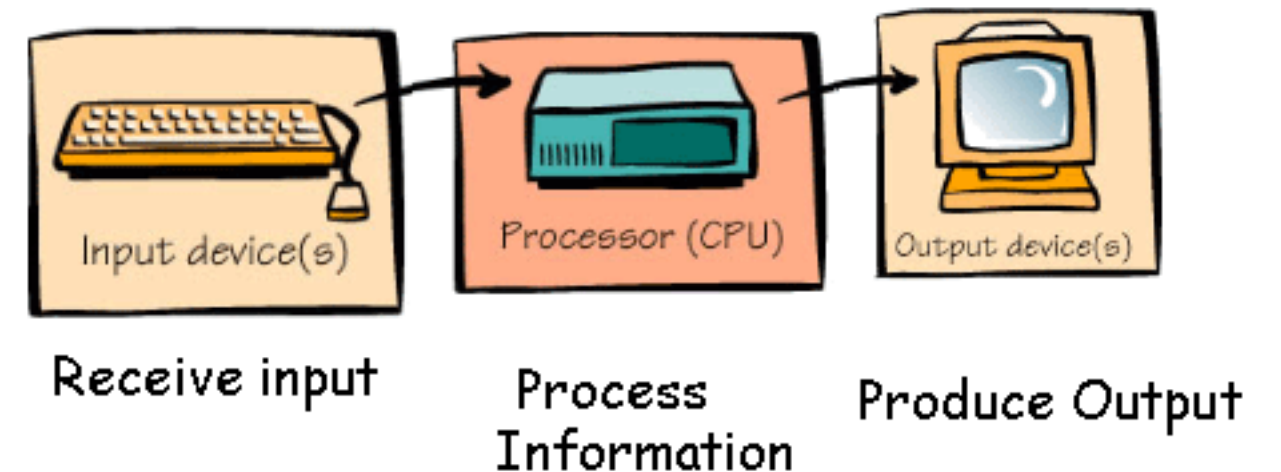 Input device(s)
Processor (CPU)
Output device(s)
Receive input
Process
Information
Produce Output